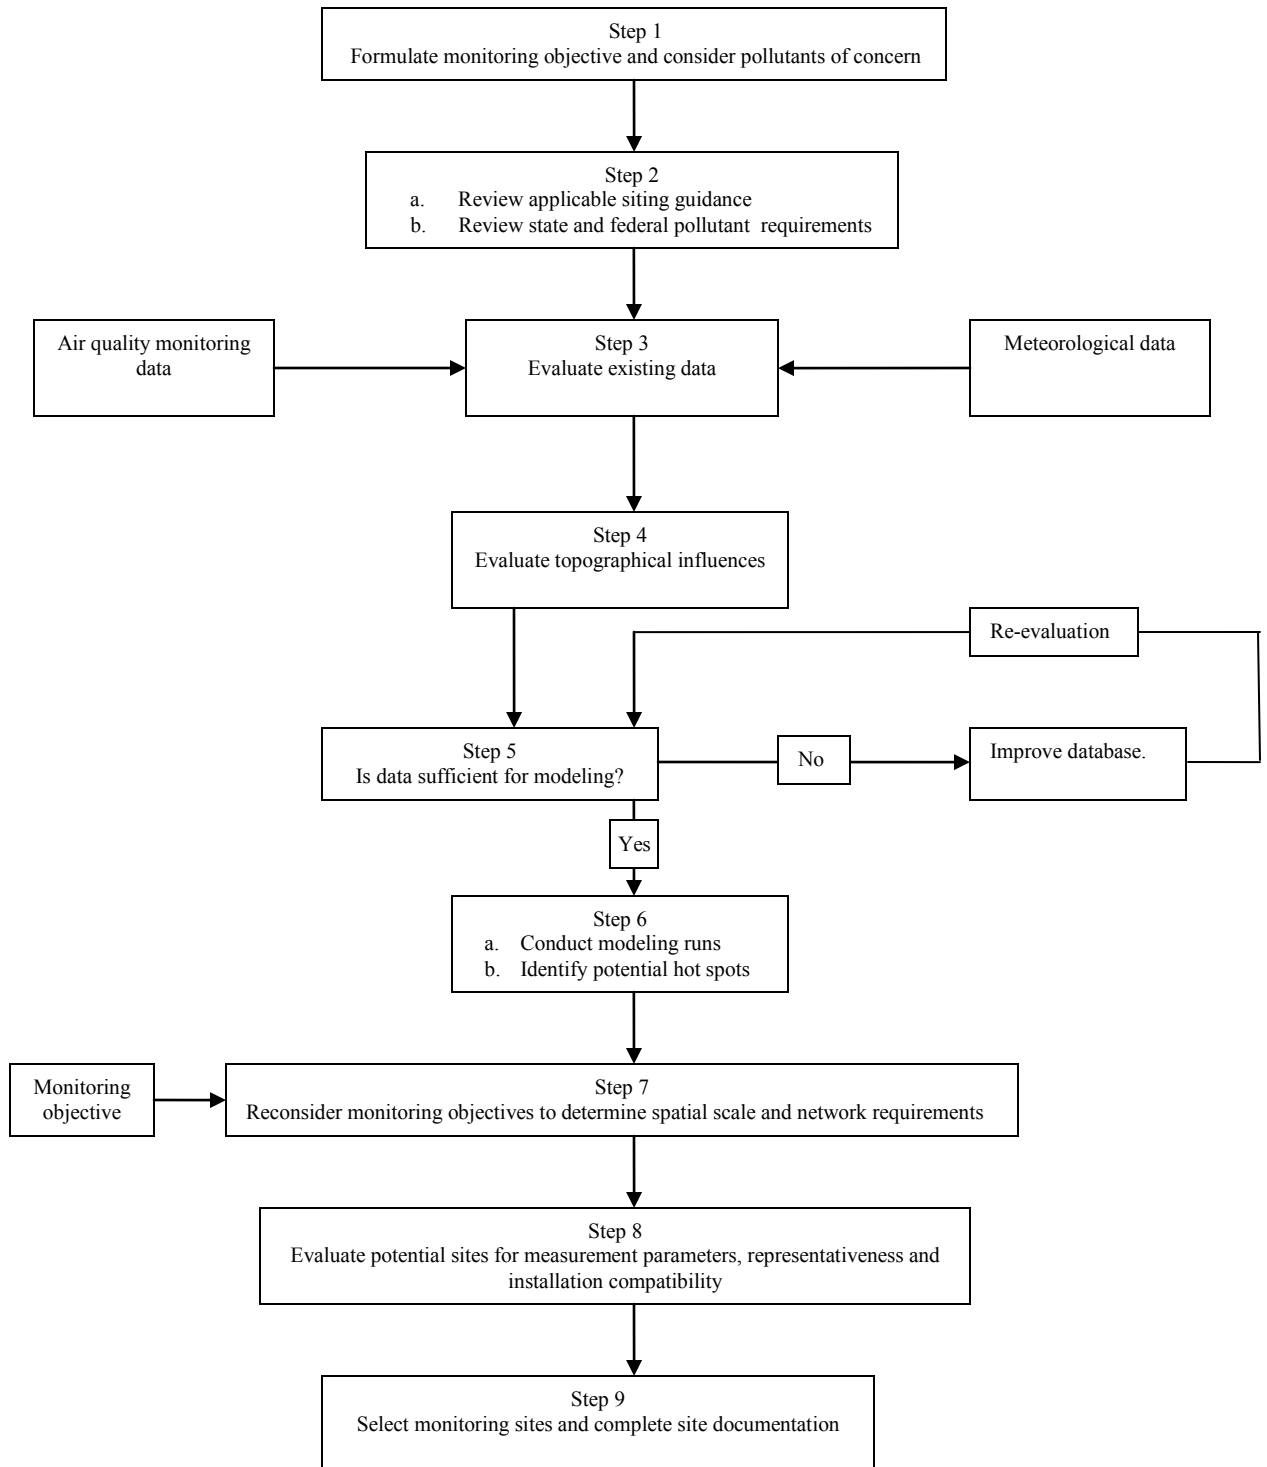 Step 1
Formulate monitoring objective and consider pollutants of concern
Step 2
a. Review applicable siting guidance
b. Review state and federal pollutant requirements
Air quality monitoring
data
Step 3
Evaluate existing data
Meteorological data
Step 4
Evaluate topographical influences
Re-evaluation
Step 5
Is data sufficient for modeling?
No
Improve database.
Yes
Step 6
a. Conduct modeling runs
b. Identify potential hot spots
Monitoring
objective
Step 7
Reconsider monitoring objectives to determine spatial scale and network requirements
Step 8
Evaluate potential sites for measurement parameters, representativeness and
installation compatibility
Step 9
Select monitoring sites and complete site documentation